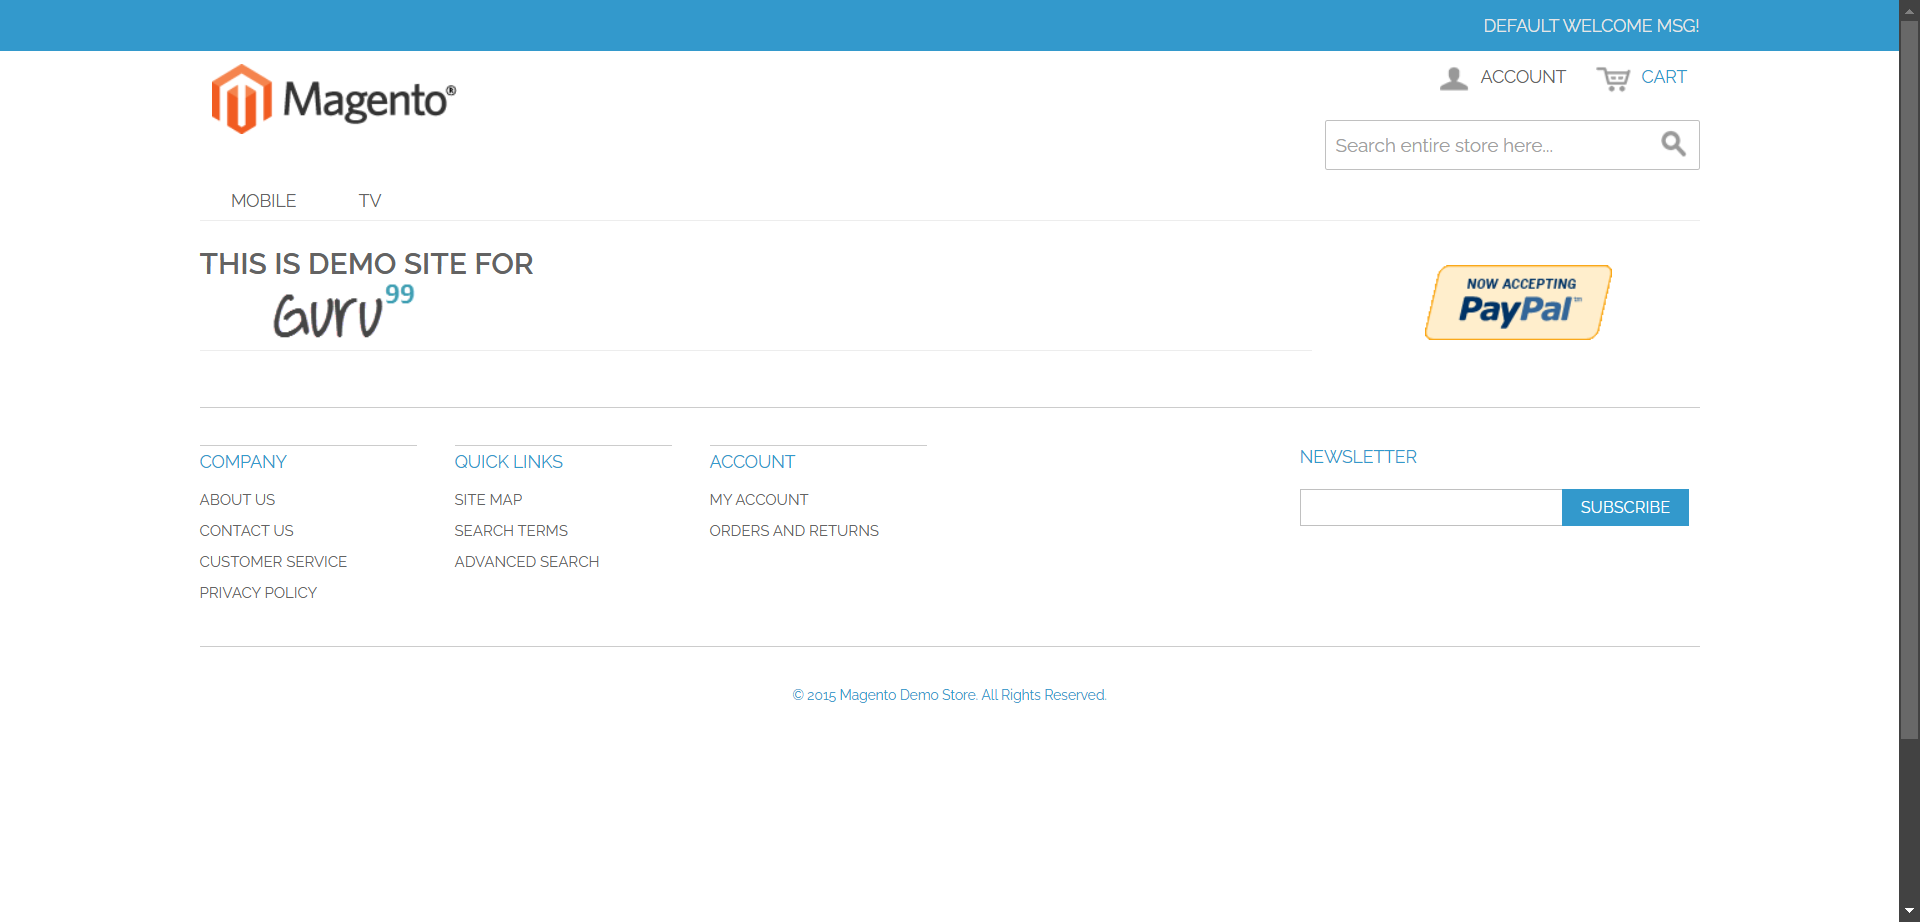 DEFAULT WELCOME MSG!
Magento®
ACCOUNT
CART
Search entire store here...
MOBILE
TV
THIS IS DEMO SITE FOR
Guru99
NOW ACCEPTING
PayPal™
COMPANY
ABOUT US
CONTACT US
CUSTOMER SERVICE
PRIVACY POLICY
QUICK LINKS
SITE MAP
SEARCH TERMS
ADVANCED SEARCH
ACCOUNT
MY ACCOUNT
ORDERS AND RETURNS
NEWSLETTER
SUBSCRIBE
© 2015 Magento Demo Store. All Rights Reserved.